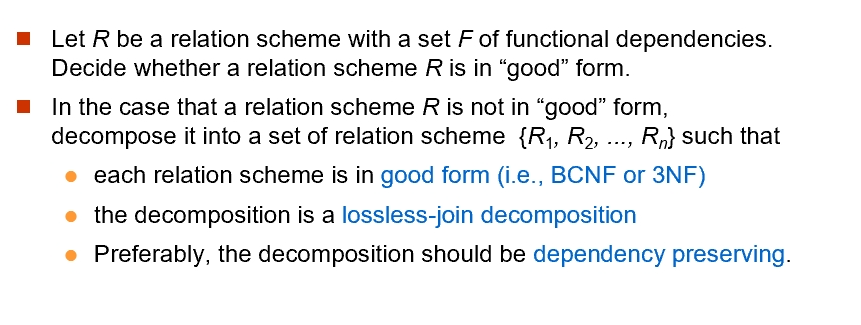 Let R be a relation scheme with a set F of functional dependencies.
Decide whether a relation scheme R is in “good” form.
In the case that a relation scheme R is not in “good” form,
decompose it into a set of relation scheme {R1, R2, ..., Rn} such that
each relation scheme is in good form (i.e., BCNF or 3NF)
the decomposition is a lossless-join decomposition
Preferably, the decomposition should be dependency preserving.